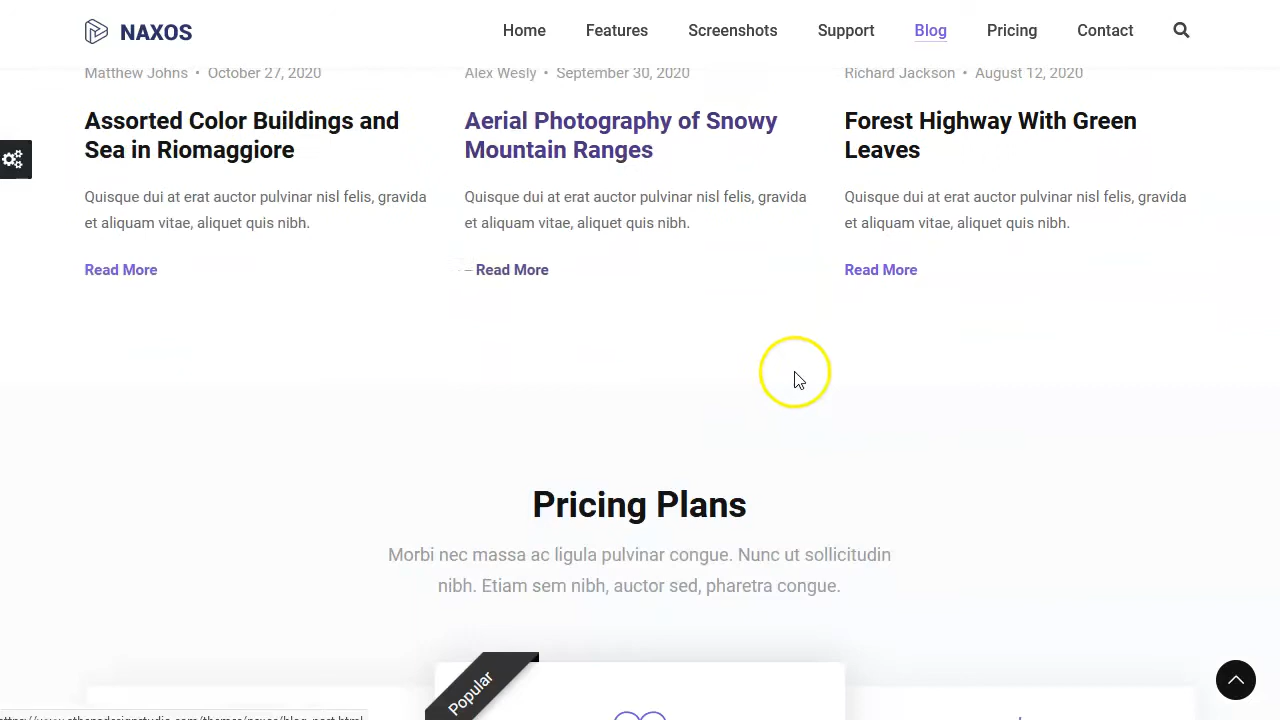 NAXOS
Home Features Screenshots Support Blog Pricing Contact
Matthew Johns • October 27, 2020
Assorted Color Buildings and
Sea in Riomaggiore
Quisque dui at erat auctor pulvinar nisl felis, gravida
et aliquam vitae, aliquet quis nibh.
Read More
Alex Wesly • September 30, 2020
Aerial Photography of Snowy
Mountain Ranges
Quisque dui at erat auctor pulvinar nisl felis, gravida
et aliquam vitae, aliquet quis nibh.
Read More
Richard Jackson • August 12, 2020
Forest Highway With Green
Leaves
Quisque dui at erat auctor pulvinar nisl felis, gravida
et aliquam vitae, aliquet quis nibh.
Read More
Pricing Plans
Morbi nec massa ac ligula pulvinar congue. Nunc ut sollicitudin
nibh. Etiam sem nibh, auctor sed, pharetra congue.
Popular